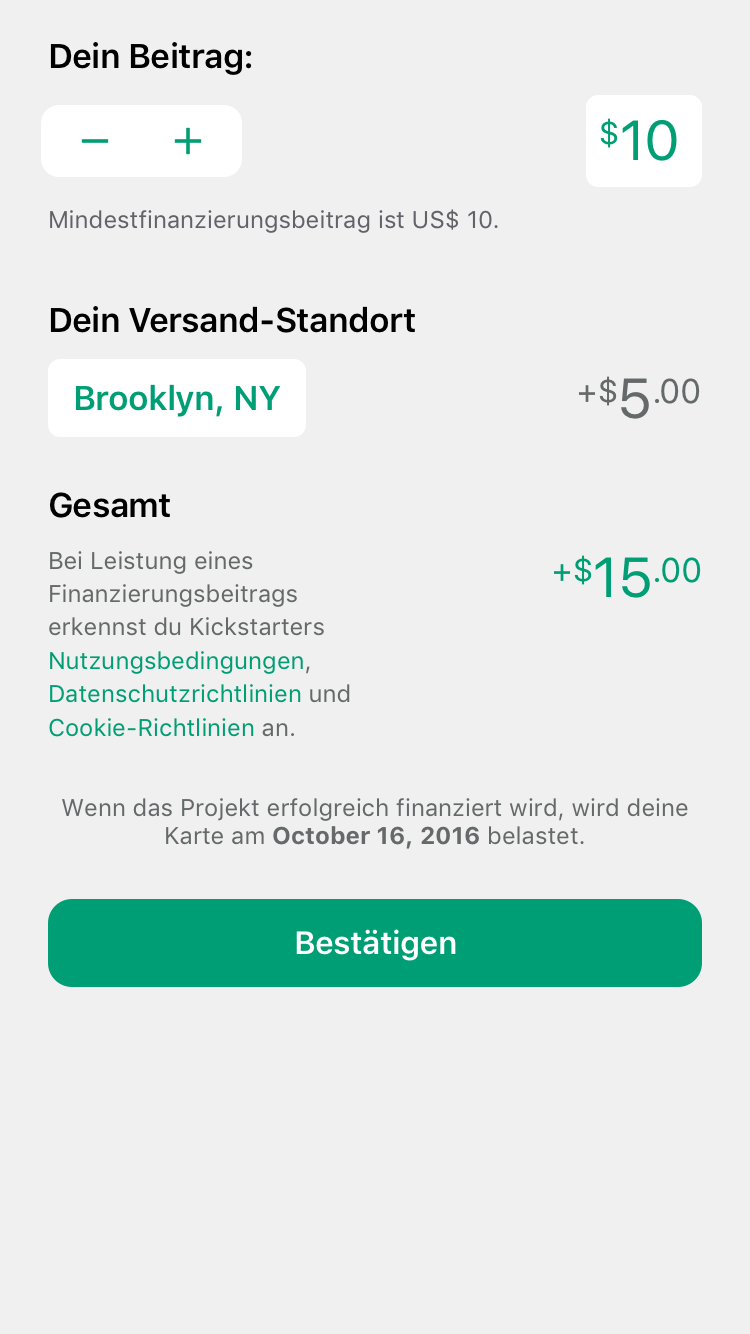 Dein Beitrag:
− + $10
Mindestfinanzierungsbeitrag ist US$ 10.
Dein Versand-Standort
Brooklyn, NY +$5.00
Gesamt
+$15.00
Bei Leistung eines
Finanzierungsbeitrags
erkennst du Kickstarters
Nutzungsbedingungen,
Datenschutzrichtlinien und
Cookie-Richtlinien an.
Wenn das Projekt erfolgreich finanziert wird, wird deine
Karte am October 16, 2016 belastet.
Bestätigen